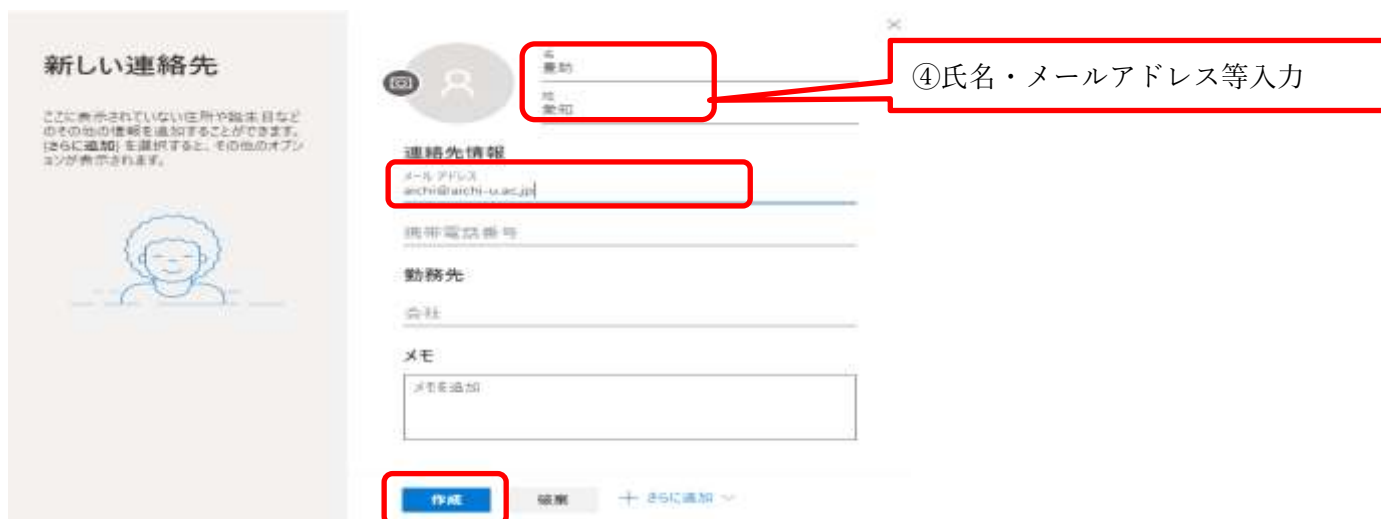 新しい連絡先
ここに表示されていない住所や誕生日など
のその他の情報を追加することができます。
[さらに追加] を選択すると、その他のオプシ
ョンが表示されます。
名
豊助
姓
愛知
④氏名・メールアドレス等入力
連絡先情報
メール アドレス
aichi@aichi-u.ac.jp
携帯電話番号
勤務先
会社
メモ
メモを追加
作成 破棄 + さらに追加